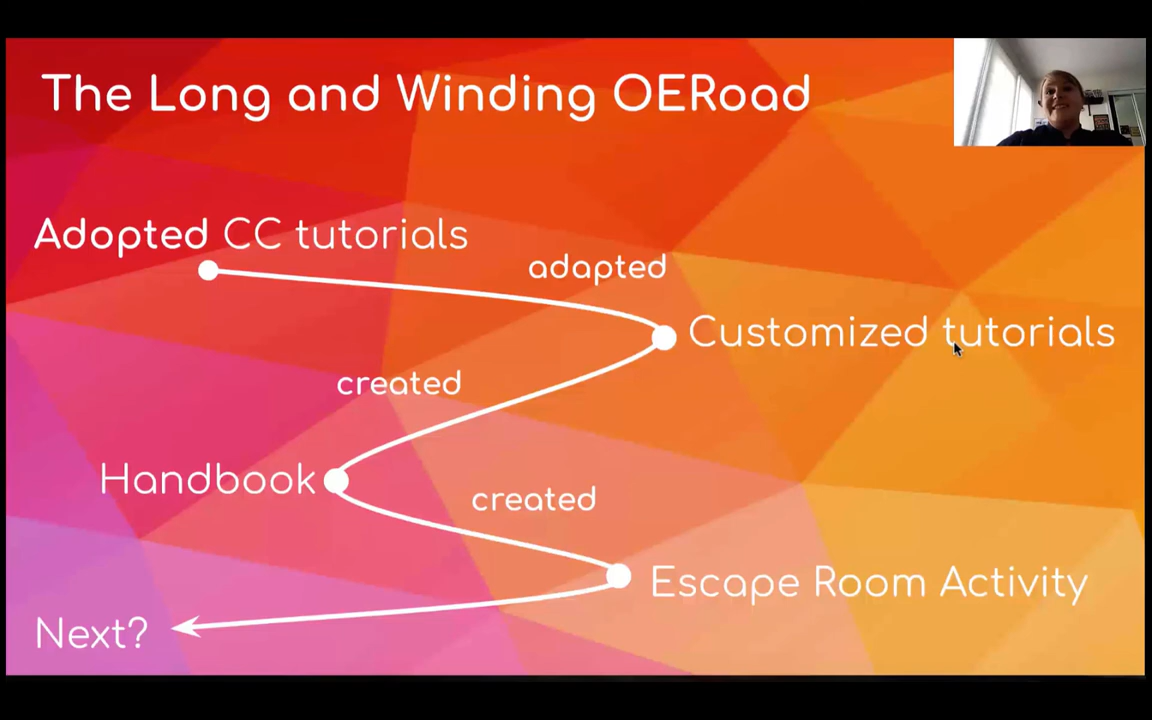 The Long and Winding OERoad
Adopted CC tutorials
adapted
Customized tutorials
created
Handbook
created
Escape Room Activity
Next?